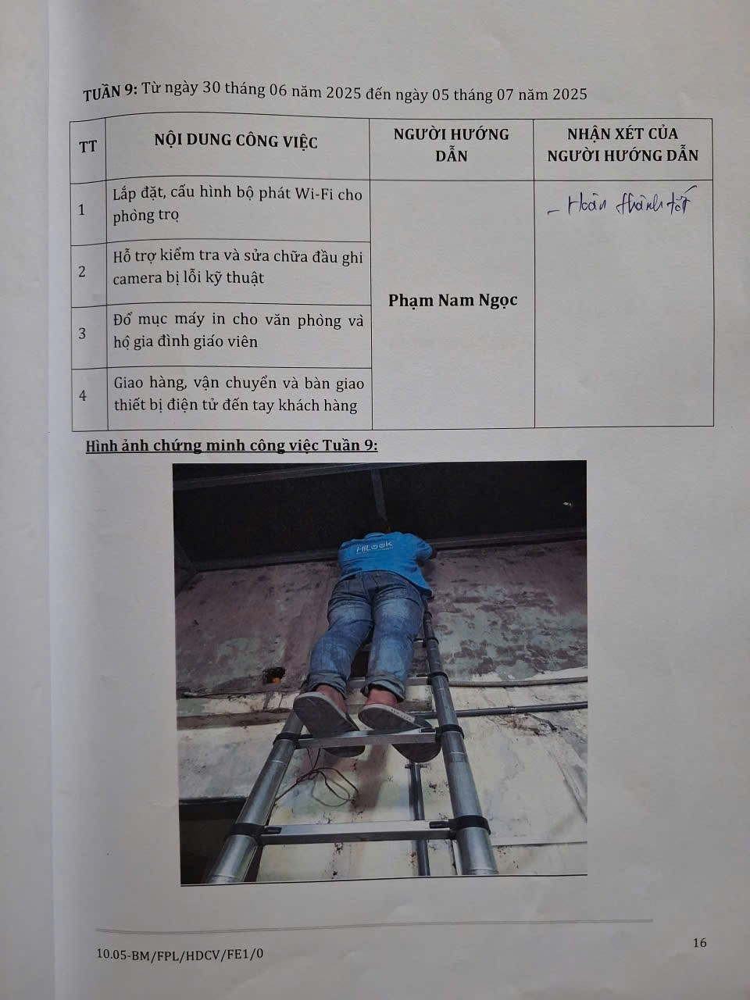 TUẦN 9: Từ ngày 30 tháng 06 năm 2025 đến ngày 05 tháng 07 năm 2025
TT
NỘI DUNG CÔNG VIỆC
NGƯỜI HƯỚNG
DẪN
NHẬN XÉT CỦA
NGƯỜI HƯỚNG DẪN
1
Lắp đặt, cấu hình bộ phát Wi-Fi cho
phòng trọ
2
Hỗ trợ kiểm tra và sửa chữa đầu ghi
camera bị lỗi kỹ thuật
3
Đổ mục máy in cho văn phòng và
hộ gia đình giáo viên
4
Giao hàng, vận chuyển và bàn giao
thiết bị điện tử đến tay khách hàng
Phạm Nam Ngọc
– Hoàn thành tốt
Hình ảnh chứng minh công việc Tuần 9:
HILOOK
10.05-BM/FPL/HDCV/FE1/0
16